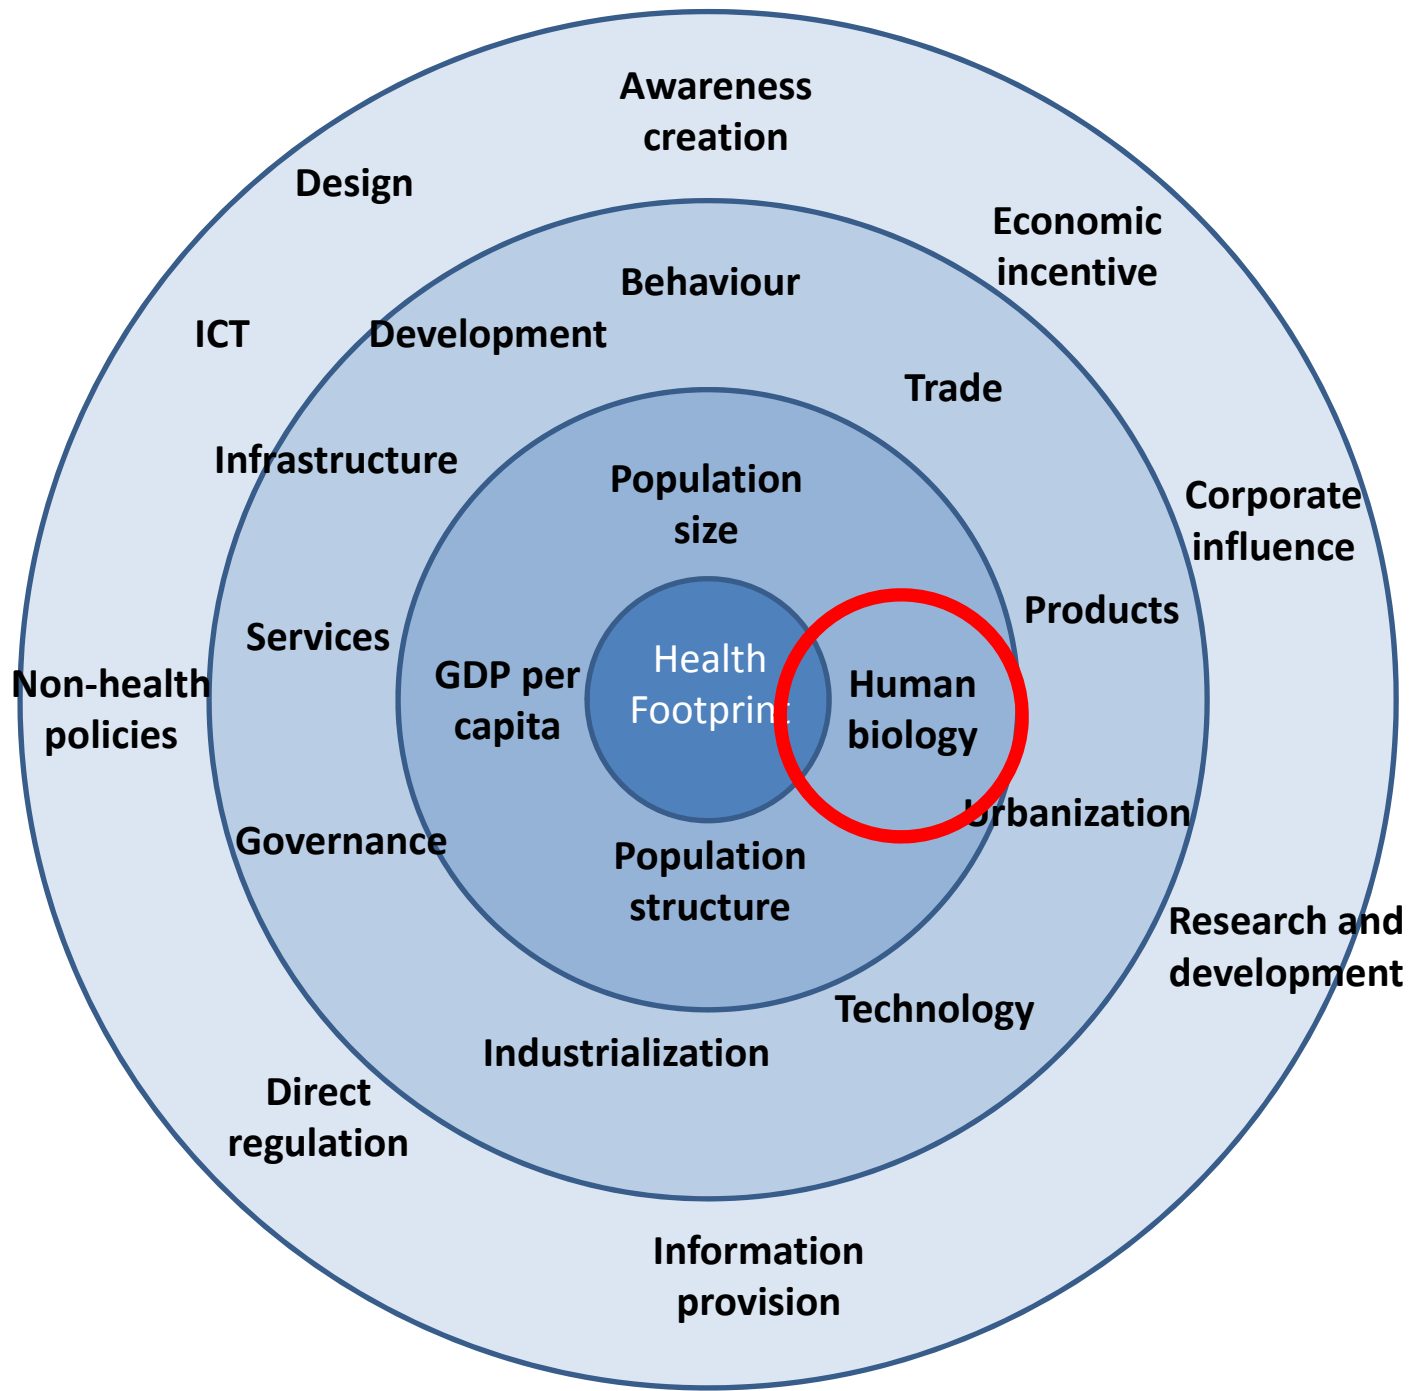 Awareness
creation
Design
Economic
incentive
Behaviour
ICT
Development
Trade
Infrastructure
Population
size
Corporate
influence
Products
Services
Health
Footprint
GDP per
capita
Human
biology
Non-health
policies
Urbanization
Governance
Population
structure
Research and
development
Technology
Industrialization
Direct
regulation
Information
provision